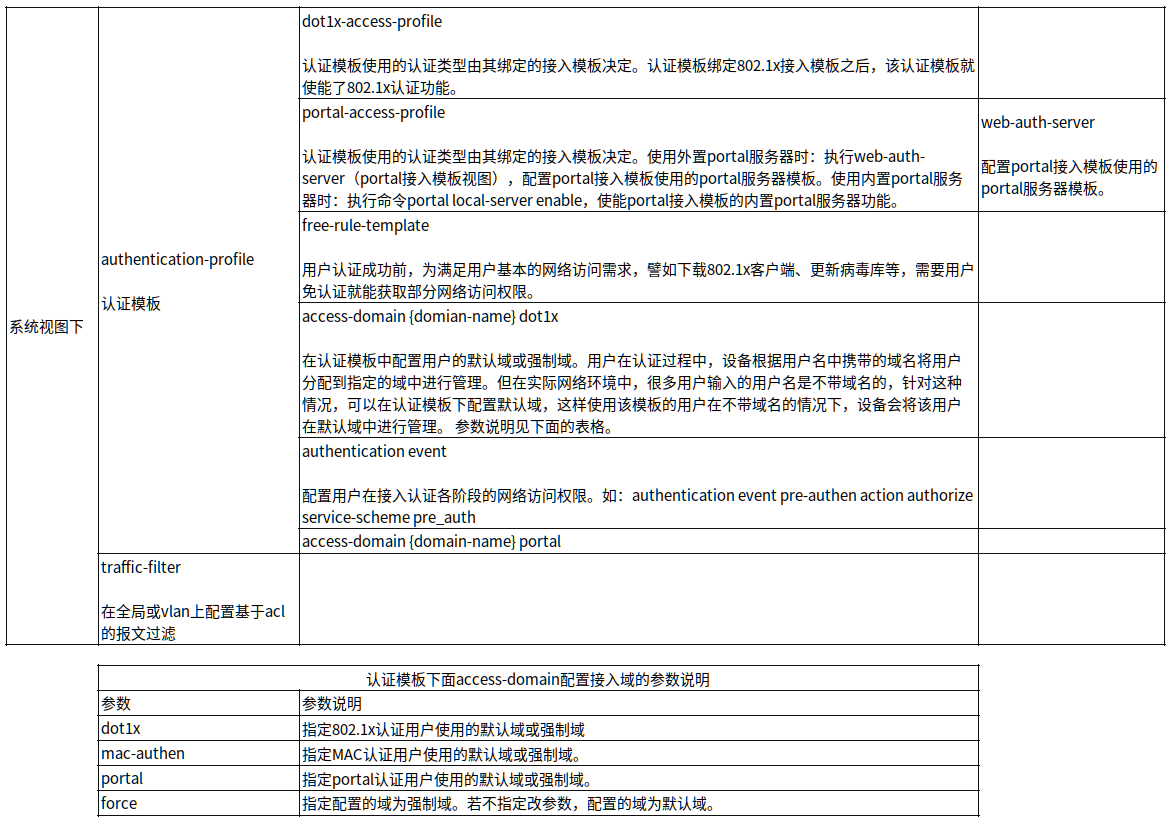 系统视图下
authentication-profile
认证模板
dot1x-access-profile
认证模板使用的认证类型由其绑定的接入模板决定。认证模板绑定802.1x接入模板之后，该认证模板就
使能了802.1x认证功能。
portal-access-profile
认证模板使用的认证类型由其绑定的接入模板决定。使用外置portal服务器时：执行web-auth-
server（portal接入模板视图），配置portal接入模板使用的portal服务器模板。使用内置portal服务
器时：执行命令portal local-server enable，使能portal接入模板的内置portal服务器功能。
web-auth-server
配置portal接入模板使用的
portal服务器模板。
free-rule-template
用户认证成功前，为满足用户基本的网络访问需求，譬如下载802.1x客户端、更新病毒库等，需要用户
免认证就能获取部分网络访问权限。
access-domain {domian-name} dot1x
在认证模板中配置用户的默认域或强制域。用户在认证过程中，设备根据用户名中携带的域名将用户
分配到指定的域中进行管理。但在实际网络环境中，很多用户输入的用户名是不带域名的，针对这种
情况，可以在认证模板下配置默认域，这样使用该模板的用户在不带域名的情况下，设备会将该用户
在默认域中进行管理。 参数说明见下面的表格。
authentication event
配置用户在接入认证各阶段的网络访问权限。如：authentication event pre-authen action authorize
service-scheme pre_auth
access-domain {domain-name} portal
traffic-filter
在全局或vlan上配置基于acl
的报文过滤
认证模板下面access-domain配置接入域的参数说明
参数 参数说明
dot1x 指定802.1x认证用户使用的默认域或强制域
mac-authen 指定MAC认证用户使用的默认域或强制域。
portal 指定portal认证用户使用的默认域或强制域。
force 指定配置的域为强制域。若不指定改参数，配置的域为默认域。